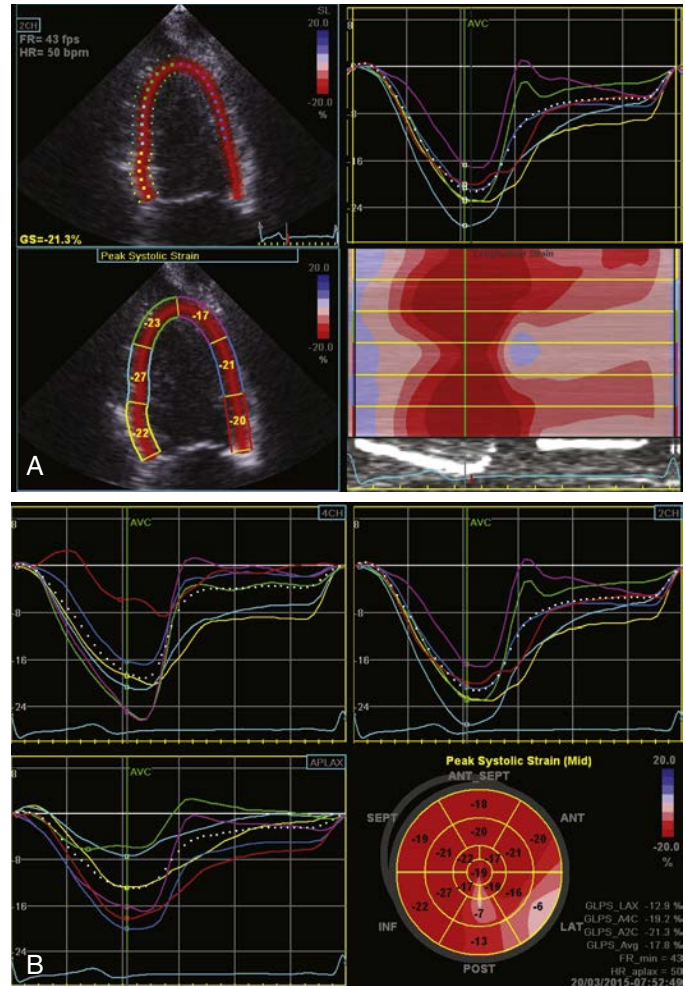 2CH
FR= 43 fps
HR= 50 bpm
SL
20.0
-20.0
%
GS=-21.3%
AVC
-8
-16
-24
Peak Systolic Strain
20.0
-20.0
%
-23
-17
-27
-21
-22
-20
A
8
4CH
AVC
-8
-16
-24
8
2CH
AVC
-8
-16
-24
8
APLAX
AVC
-8
-16
-24
Peak Systolic Strain (Mid)
ANT_SEPT
SEPT
ANT
INF
LAT
POST
-18
-19
-20
-20
-21
-21
-22
-17
-19
-17
-19
-27
-16
-22
-6
-7
-13
20.0
-20.0
%
GLPS_LAX -12.9 %
GLPS_A4C -19.2 %
GLPS_A2C -21.3 %
GLPS_Avg -17.8 %
FR_min = 43
HR_aplax = 50
20/03/2015-07:52:49
B